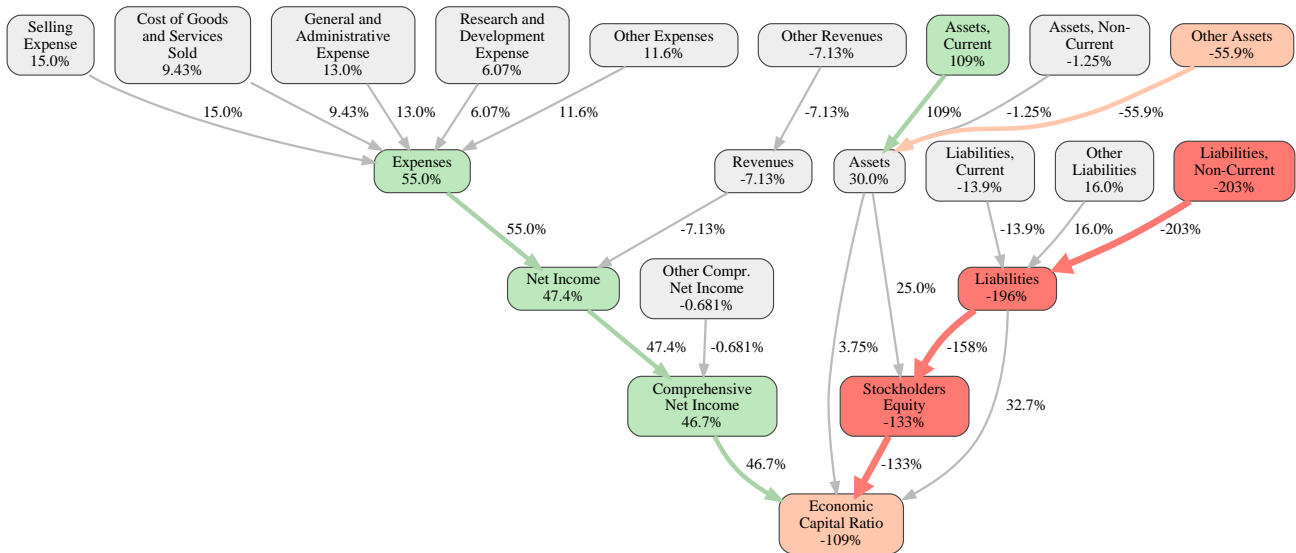 Selling
Expense
15.0%
Cost of Goods
and Services
Sold
9.43%
General and
Administrative
Expense
13.0%
Research and
Development
Expense
6.07%
Other Expenses
11.6%
Other Revenues
-7.13%
Assets,
Current
109%
Assets, Non-
Current
-1.25%
Other Assets
-55.9%
15.0%
9.43%
13.0%
6.07%
11.6%
-7.13%
109%
-1.25%
-55.9%
Expenses
55.0%
Revenues
-7.13%
Assets
30.0%
Liabilities,
Current
-13.9%
Other
Liabilities
16.0%
Liabilities,
Non-Current
-203%
55.0%
-7.13%
-13.9%
16.0%
-203%
Net Income
47.4%
Other Compr.
Net Income
-0.681%
25.0%
Liabilities
-196%
47.4%
-0.681%
3.75%
-158%
Comprehensive
Net Income
46.7%
Stockholders
Equity
-133%
32.7%
46.7%
-133%
Economic
Capital Ratio
-109%